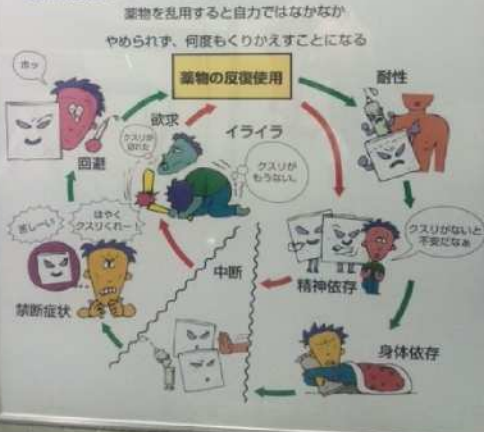 薬物を乱用すると自力ではなかなか
やめられず、何度もくりかえすことになる
薬物の反復使用
耐性
ホッ
欲求
イライラ
クスリが
切れた
回避
クスリが
もうない。
苦しーい
はやく
クスリくれー!
クスリがないと
不安だなぁ
中断
精神依存
禁断症状
身体依存